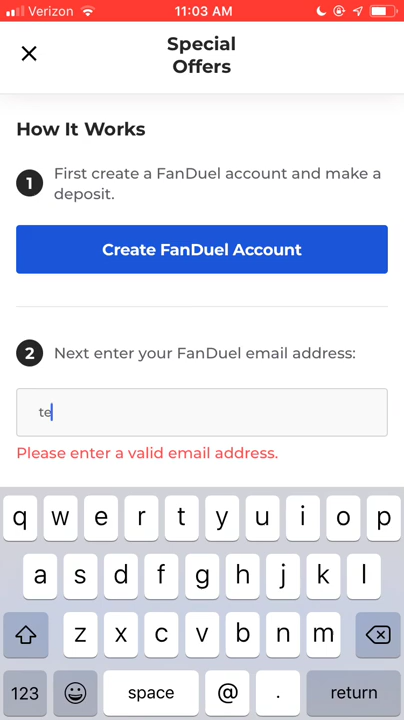 Verizon 11:03 AM
Special
Offers
How It Works
1 First create a FanDuel account and make a
deposit.
Create FanDuel Account
2 Next enter your FanDuel email address:
te
Please enter a valid email address.
q w e r t y u i o p
a s d f g h j k l
z x c v b n m
123 space @ . return